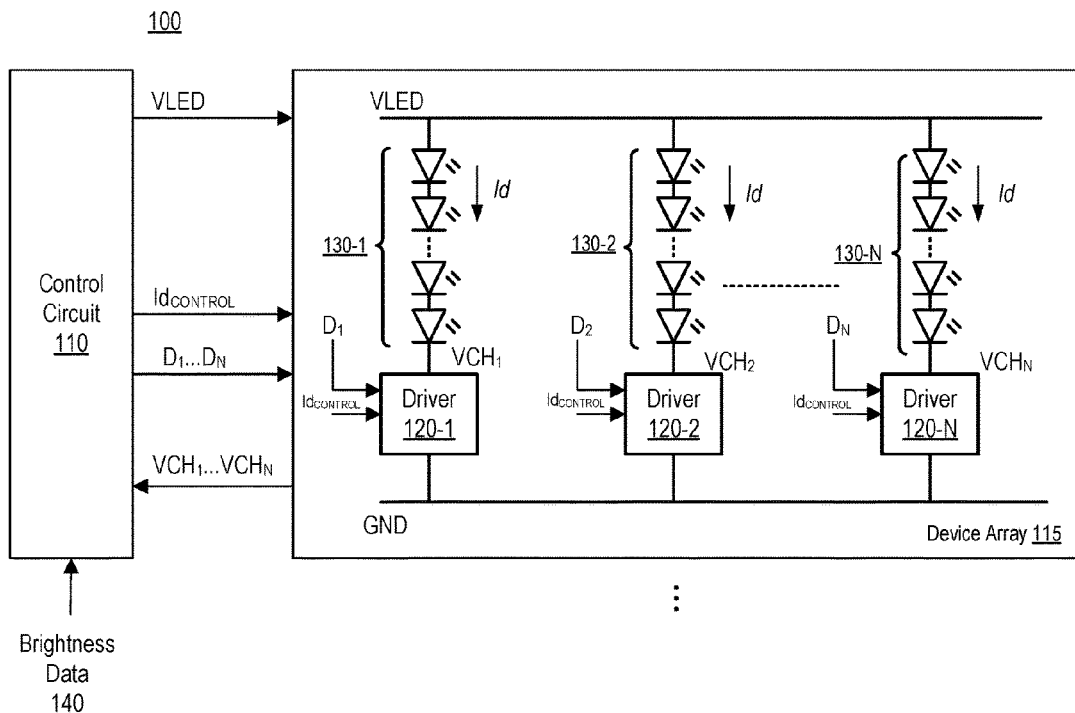 100
VLED
VLED
Id
Id
Id
130-1
130-2
130-N
Control
Circuit
110
IdCONTROL
D1...DN
D1
D2
DN
VCH1
VCH2
VCHN
IdCONTROL
IdCONTROL
IdCONTROL
Driver
120-1
Driver
120-2
Driver
120-N
VCH1...VCHN
GND
Device Array 115
Brightness
Data
140